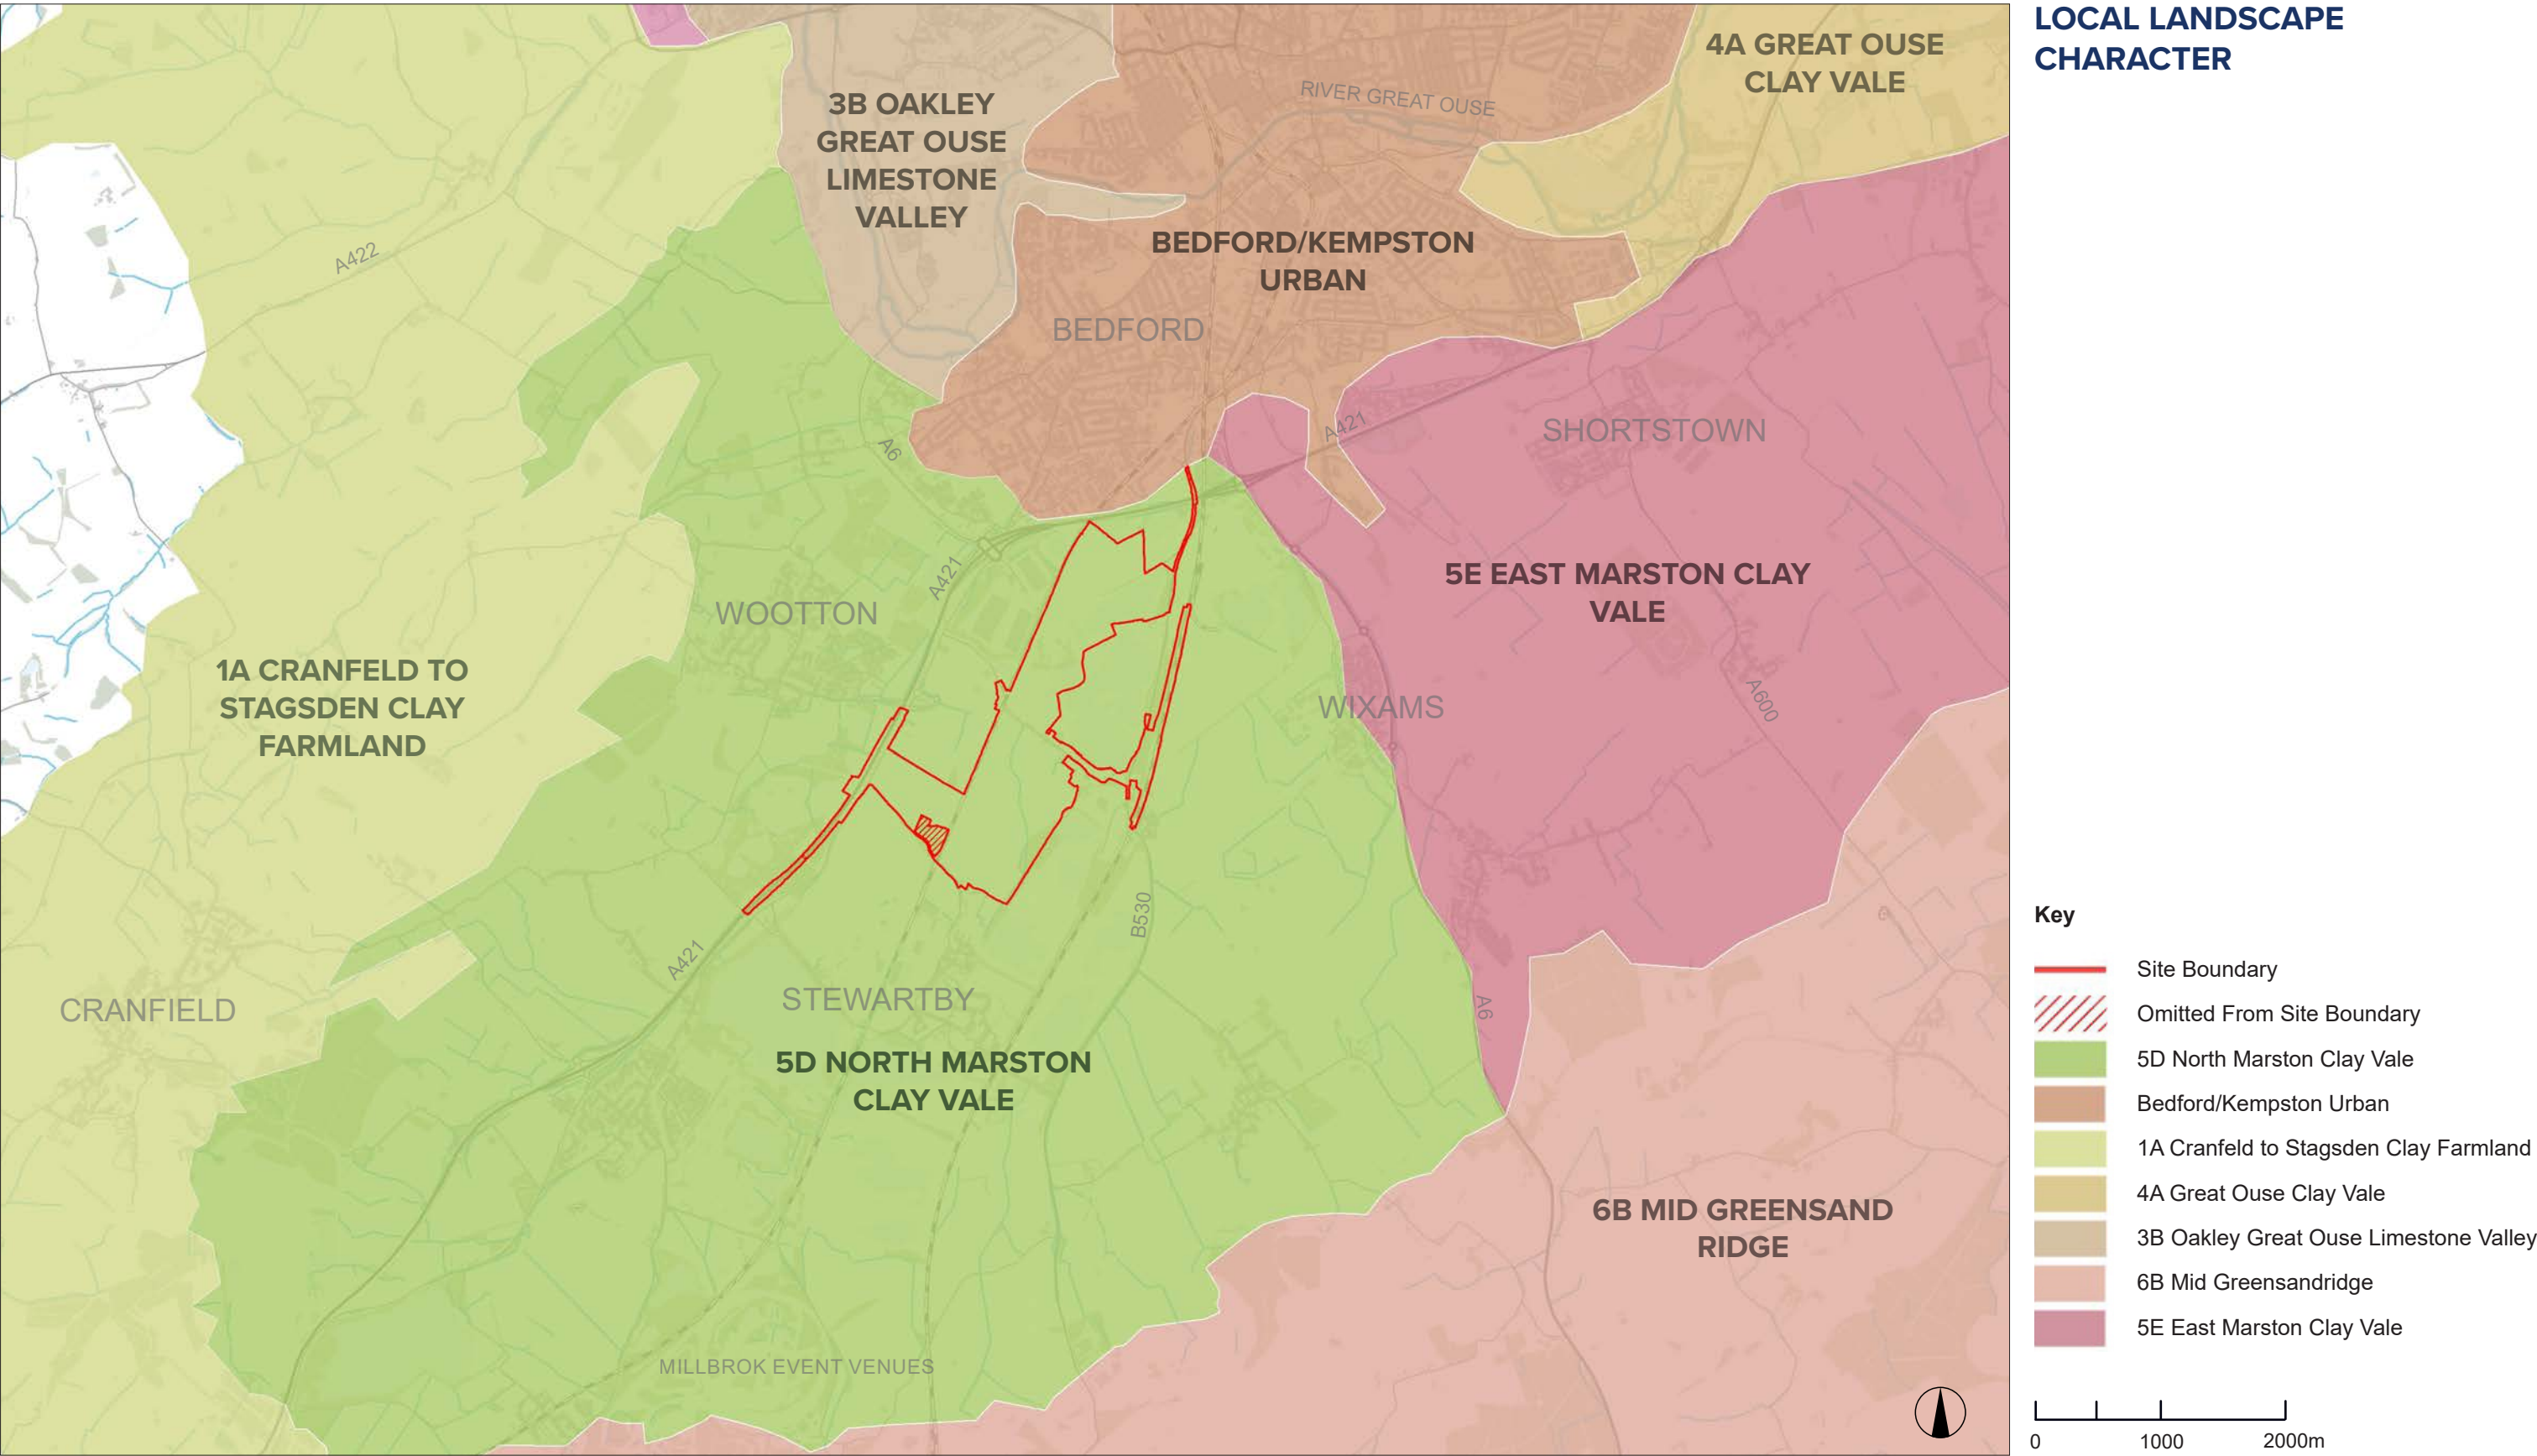 LOCAL LANDSCAPE
CHARACTER
4A GREAT OUSE
CLAY VALE
RIVER GREAT OUSE
3B OAKLEY
GREAT OUSE
LIMESTONE
VALLEY
A422
BEDFORD/KEMPSTON
URBAN
BEDFORD
A6
A421
SHORTSTOWN
A421
WOOTTON
5E EAST MARSTON CLAY
VALE
1A CRANFELD TO
STAGSDEN CLAY
FARMLAND
WIXAMS
A600
B530
A421
CRANFIELD
STEWARTBY
A6
5D NORTH MARSTON
CLAY VALE
6B MID GREENSAND
RIDGE
MILLBROK EVENT VENUES
Key
Site Boundary
Omitted From Site Boundary
5D North Marston Clay Vale
Bedford/Kempston Urban
1A Cranfeld to Stagsden Clay Farmland
4A Great Ouse Clay Vale
3B Oakley Great Ouse Limestone Valley
6B Mid Greensandridge
5E East Marston Clay Vale
0 1000 2000m